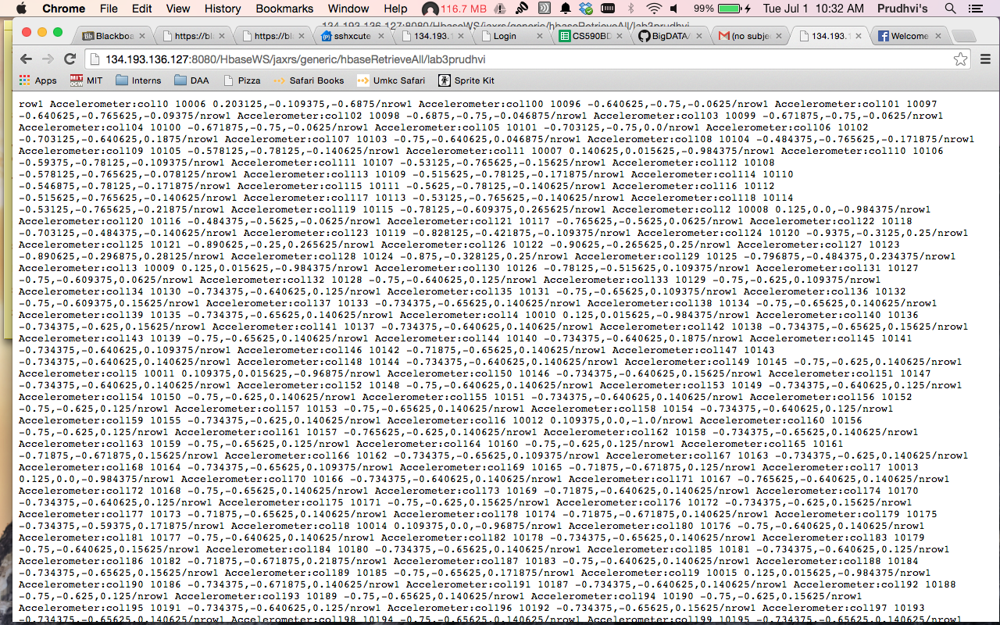 Chrome File Edit View History Bookmarks Window Help 116.7 MB 99% Tue Jul 1 10:32 AM Prudhvi's
134.193.136.127:8080/HbaseWS/jaxrs/generic/hbaseRetrieveAll/lab3prudhvi
Blackboa https://bla https://bla sshxcute 134.193.1 Login CS590BD BigDATA/ (no subje 134.193.1 Welcome
134.193.136.127:8080/HbaseWS/jaxrs/generic/hbaseRetrieveAll/lab3prudhvi
Apps MIT Interns DAA Pizza Safari Books Umkc Safari Sprite Kit
row1 Accelerometer:col10 10006 0.203125,-0.109375,-0.6875/nrow1 Accelerometer:col100 10096 -0.640625,-0.75,-0.0625/nrow1 Accelerometer:col101 10097
-0.640625,-0.765625,-0.09375/nrow1 Accelerometer:col102 10098 -0.6875,-0.75,-0.046875/nrow1 Accelerometer:col103 10099 -0.671875,-0.75,-0.0625/nrow1
Accelerometer:col104 10100 -0.671875,-0.75,-0.0625/nrow1 Accelerometer:col105 10101 -0.703125,-0.75,0.0/nrow1 Accelerometer:col106 10102
-0.703125,-0.640625,0.1875/nrow1 Accelerometer:col107 10103 -0.75,-0.640625,0.046875/nrow1 Accelerometer:col108 10104 -0.484375,-0.765625,-0.171875/nrow1
Accelerometer:col109 10105 -0.578125,-0.78125,-0.140625/nrow1 Accelerometer:col11 10007 0.140625,0.015625,-0.984375/nrow1 Accelerometer:col110 10106
-0.59375,-0.78125,-0.109375/nrow1 Accelerometer:col111 10107 -0.53125,-0.765625,-0.15625/nrow1 Accelerometer:col112 10108
-0.578125,-0.765625,-0.078125/nrow1 Accelerometer:col113 10109 -0.515625,-0.78125,-0.171875/nrow1 Accelerometer:col114 10110
-0.546875,-0.78125,-0.171875/nrow1 Accelerometer:col115 10111 -0.5625,-0.78125,-0.140625/nrow1 Accelerometer:col116 10112
-0.515625,-0.765625,-0.140625/nrow1 Accelerometer:col117 10113 -0.53125,-0.765625,-0.140625/nrow1 Accelerometer:col118 10114
-0.53125,-0.765625,-0.21875/nrow1 Accelerometer:col119 10115 -0.78125,-0.609375,0.265625/nrow1 Accelerometer:col12 10008 0.125,0.0,-0.984375/nrow1
Accelerometer:col120 10116 -0.484375,-0.5625,-0.0625/nrow1 Accelerometer:col121 10117 -0.765625,-0.5625,0.0625/nrow1 Accelerometer:col122 10118
-0.703125,-0.484375,-0.140625/nrow1 Accelerometer:col123 10119 -0.828125,-0.421875,-0.109375/nrow1 Accelerometer:col124 10120 -0.9375,-0.3125,0.25/nrow1
Accelerometer:col125 10121 -0.890625,-0.25,0.265625/nrow1 Accelerometer:col126 10122 -0.90625,-0.265625,0.25/nrow1 Accelerometer:col127 10123
-0.890625,-0.296875,0.28125/nrow1 Accelerometer:col128 10124 -0.875,-0.328125,0.25/nrow1 Accelerometer:col129 10125 -0.796875,-0.484375,0.234375/nrow1
Accelerometer:col13 10009 0.125,0.015625,-0.984375/nrow1 Accelerometer:col130 10126 -0.78125,-0.515625,0.109375/nrow1 Accelerometer:col131 10127
-0.75,-0.609375,0.0625/nrow1 Accelerometer:col132 10128 -0.75,-0.640625,0.125/nrow1 Accelerometer:col133 10129 -0.75,-0.625,0.109375/nrow1
Accelerometer:col134 10130 -0.734375,-0.640625,0.125/nrow1 Accelerometer:col135 10131 -0.75,-0.65625,0.109375/nrow1 Accelerometer:col136 10132
-0.75,-0.609375,0.15625/nrow1 Accelerometer:col137 10133 -0.734375,-0.65625,0.140625/nrow1 Accelerometer:col138 10134 -0.75,-0.65625,0.140625/nrow1
Accelerometer:col139 10135 -0.734375,-0.65625,0.140625/nrow1 Accelerometer:col14 10010 0.125,0.015625,-0.984375/nrow1 Accelerometer:col140 10136
-0.734375,-0.625,0.15625/nrow1 Accelerometer:col141 10137 -0.734375,-0.640625,0.140625/nrow1 Accelerometer:col142 10138 -0.734375,-0.65625,0.15625/nrow1
Accelerometer:col143 10139 -0.75,-0.65625,0.140625/nrow1 Accelerometer:col144 10140 -0.734375,-0.640625,0.1875/nrow1 Accelerometer:col145 10141
-0.734375,-0.640625,0.109375/nrow1 Accelerometer:col146 10142 -0.71875,-0.65625,0.140625/nrow1 Accelerometer:col147 10143
-0.734375,-0.640625,0.140625/nrow1 Accelerometer:col148 10144 -0.734375,-0.640625,0.140625/nrow1 Accelerometer:col149 10145 -0.75,-0.625,0.140625/nrow1
Accelerometer:col15 10011 0.109375,0.015625,-0.96875/nrow1 Accelerometer:col150 10146 -0.734375,-0.640625,0.15625/nrow1 Accelerometer:col151 10147
-0.734375,-0.640625,0.140625/nrow1 Accelerometer:col152 10148 -0.75,-0.640625,0.140625/nrow1 Accelerometer:col153 10149 -0.734375,-0.640625,0.125/nrow1
Accelerometer:col154 10150 -0.75,-0.625,0.140625/nrow1 Accelerometer:col155 10151 -0.734375,-0.640625,0.140625/nrow1 Accelerometer:col156 10152
-0.75,-0.625,0.125/nrow1 Accelerometer:col157 10153 -0.75,-0.65625,0.140625/nrow1 Accelerometer:col158 10154 -0.734375,-0.640625,0.125/nrow1
Accelerometer:col159 10155 -0.734375,-0.625,0.140625/nrow1 Accelerometer:col16 10012 0.109375,0.0,-1.0/nrow1 Accelerometer:col160 10156
-0.75,-0.625,0.125/nrow1 Accelerometer:col161 10157 -0.765625,-0.625,0.140625/nrow1 Accelerometer:col162 10158 -0.734375,-0.65625,0.140625/nrow1
Accelerometer:col163 10159 -0.75,-0.65625,0.125/nrow1 Accelerometer:col164 10160 -0.75,-0.625,0.125/nrow1 Accelerometer:col165 10161
-0.71875,-0.671875,0.15625/nrow1 Accelerometer:col166 10162 -0.734375,-0.65625,0.109375/nrow1 Accelerometer:col167 10163 -0.734375,-0.625,0.140625/nrow1
Accelerometer:col168 10164 -0.734375,-0.65625,0.109375/nrow1 Accelerometer:col169 10165 -0.71875,-0.671875,0.125/nrow1 Accelerometer:col17 10013
0.125,0.0,-0.984375/nrow1 Accelerometer:col170 10166 -0.734375,-0.640625,0.140625/nrow1 Accelerometer:col171 10167 -0.765625,-0.640625,0.140625/nrow1
Accelerometer:col172 10168 -0.75,-0.65625,0.140625/nrow1 Accelerometer:col173 10169 -0.71875,-0.640625,0.140625/nrow1 Accelerometer:col174 10170
-0.734375,-0.640625,0.125/nrow1 Accelerometer:col175 10171 -0.75,-0.625,0.15625/nrow1 Accelerometer:col176 10172 -0.734375,-0.625,0.15625/nrow1
Accelerometer:col177 10173 -0.71875,-0.65625,0.140625/nrow1 Accelerometer:col178 10174 -0.71875,-0.671875,0.140625/nrow1 Accelerometer:col179 10175
-0.734375,-0.59375,0.171875/nrow1 Accelerometer:col18 10014 0.109375,0.0,-0.96875/nrow1 Accelerometer:col180 10176 -0.75,-0.640625,0.140625/nrow1
Accelerometer:col181 10177 -0.75,-0.640625,0.140625/nrow1 Accelerometer:col182 10178 -0.734375,-0.65625,0.140625/nrow1 Accelerometer:col183 10179
-0.75,-0.640625,0.15625/nrow1 Accelerometer:col184 10180 -0.734375,-0.65625,0.140625/nrow1 Accelerometer:col185 10181 -0.734375,-0.640625,0.125/nrow1
Accelerometer:col186 10182 -0.71875,-0.671875,0.21875/nrow1 Accelerometer:col187 10183 -0.75,-0.640625,0.140625/nrow1 Accelerometer:col188 10184
-0.734375,-0.65625,0.15625/nrow1 Accelerometer:col189 10185 -0.75,-0.65625,0.171875/nrow1 Accelerometer:col19 10015 0.125,0.015625,-0.984375/nrow1
Accelerometer:col190 10186 -0.734375,-0.671875,0.140625/nrow1 Accelerometer:col191 10187 -0.734375,-0.640625,0.140625/nrow1 Accelerometer:col192 10188
-0.75,-0.625,0.125/nrow1 Accelerometer:col193 10189 -0.75,-0.65625,0.15625/nrow1 Accelerometer:col194 10190 -0.75,-0.625,0.15625/nrow1
Accelerometer:col195 10191 -0.734375,-0.640625,0.125/nrow1 Accelerometer:col196 10192 -0.734375,-0.65625,0.15625/nrow1 Accelerometer:col197 10193
-0.734375,-0.65625,0.140625/nrow1 Accelerometer:col198 10194 -0.75,-0.640625,0.140625/nrow1 Accelerometer:col199 10195 -0.734375,-0.65625,0.140625/nrow1